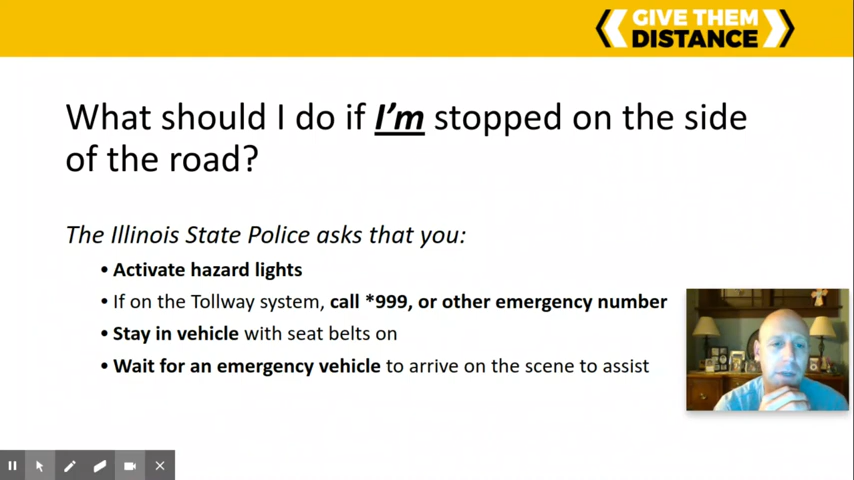 GIVE THEM
DISTANCE
What should I do if I'm stopped on the side
of the road?
The Illinois State Police asks that you:
• Activate hazard lights
• If on the Tollway system, call *999, or other emergency number
• Stay in vehicle with seat belts on
• Wait for an emergency vehicle to arrive on the scene to assist